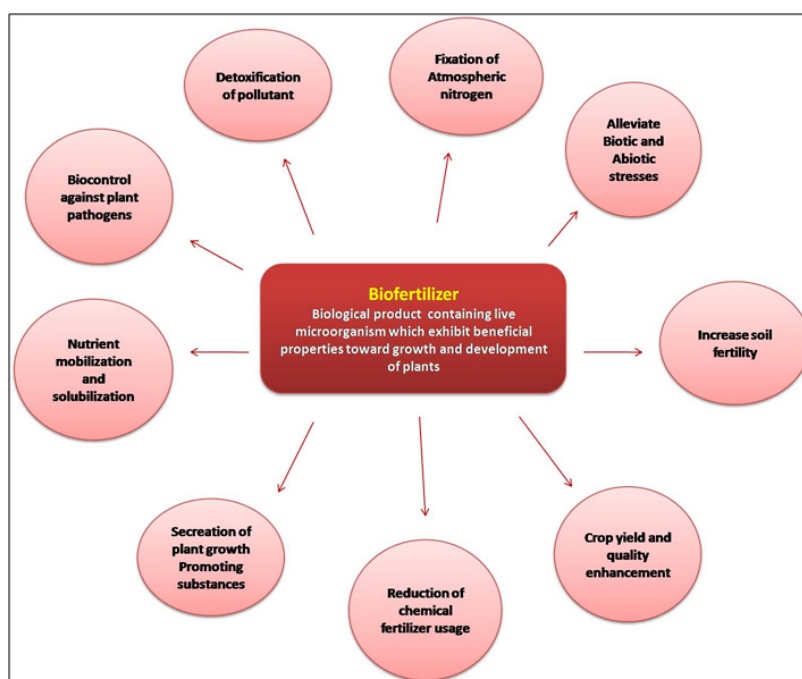 Detoxification
of pollutant
Fixation of
Atmospheric
nitrogen
Alleviate
Biotic and
Abiotic
stresses
Biocontrol
against plant
pathogens
Biofertilizer
Biological product containing live
microorganism which exhibit beneficial
properties toward growth and development
of plants
Increase soil
fertility
Nutrient
mobilization
and
solubilization
Secreation of
plant growth
Promoting
substances
Reduction of
chemical
fertilizer usage
Crop yield and
quality
enhancement